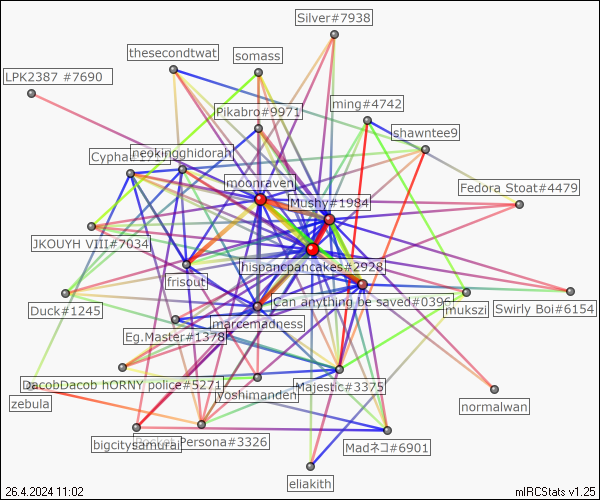 Silver#7938
thesecondtwat
somass
LPK2387 #7690
ming#4742
Pikabro#9971
shawntee9
neokingghidorah
moonraven
Fedora Stoat#4479
Mushy#1984
JKOUYH VIII#7034
hispancpancakes#2928
frisout
Can anything be saved#0396
mukszi
Swirly Boi#6154
Duck#1245
marcemadness
Eg.Master#1378
DacobDacob hORNY police#5271
Majestic#3375
zebula
yoshimanden
normalwan
bigcitysamurai
Persona#3326
Madネコ#6901
eliakith
26.4.2024 11:02
mIRCStats v1.25